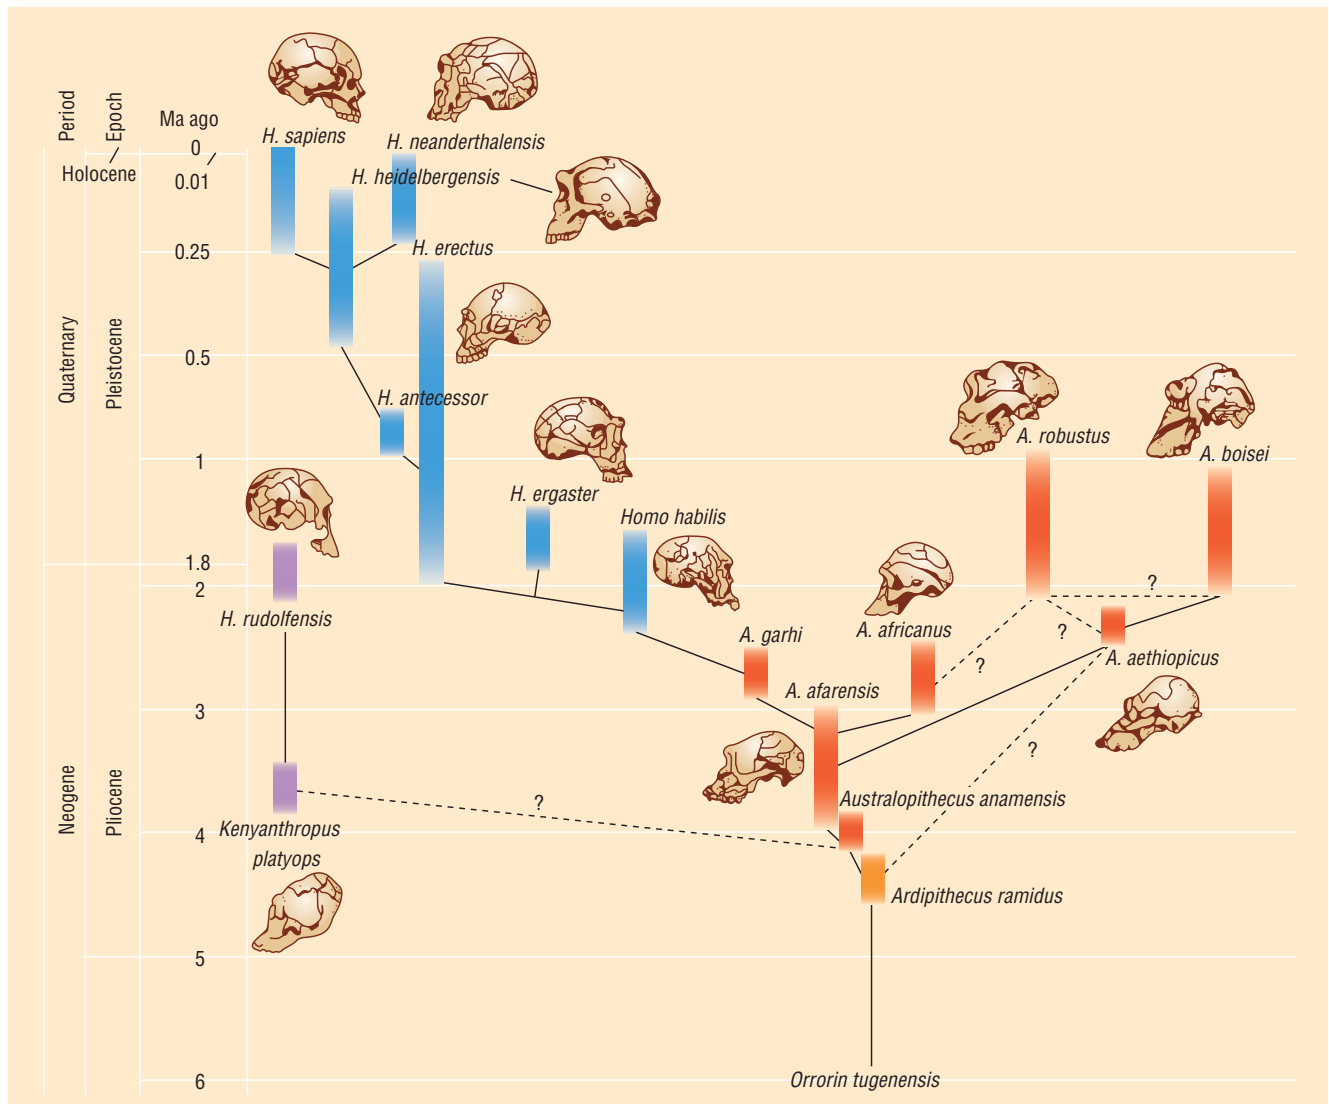 Period
Epoch
Ma ago
0
Holocene
0.01
0.25
0.5
1
1.8
2
3
4
5
6
Quaternary
Pleistocene
Neogene
Pliocene
H. sapiens
H. neanderthalensis
H. heidelbergensis
H. erectus
H. antecessor
H. ergaster
Homo habilis
A. robustus
A. boisei
H. rudolfensis
A. garhi
A. africanus
A. aethiopicus
A. afarensis
?
?
?
?
?
Australopithecus anamensis
Kenyanthropus
platyops
Ardipithecus ramidus
Orrorin tugenensis